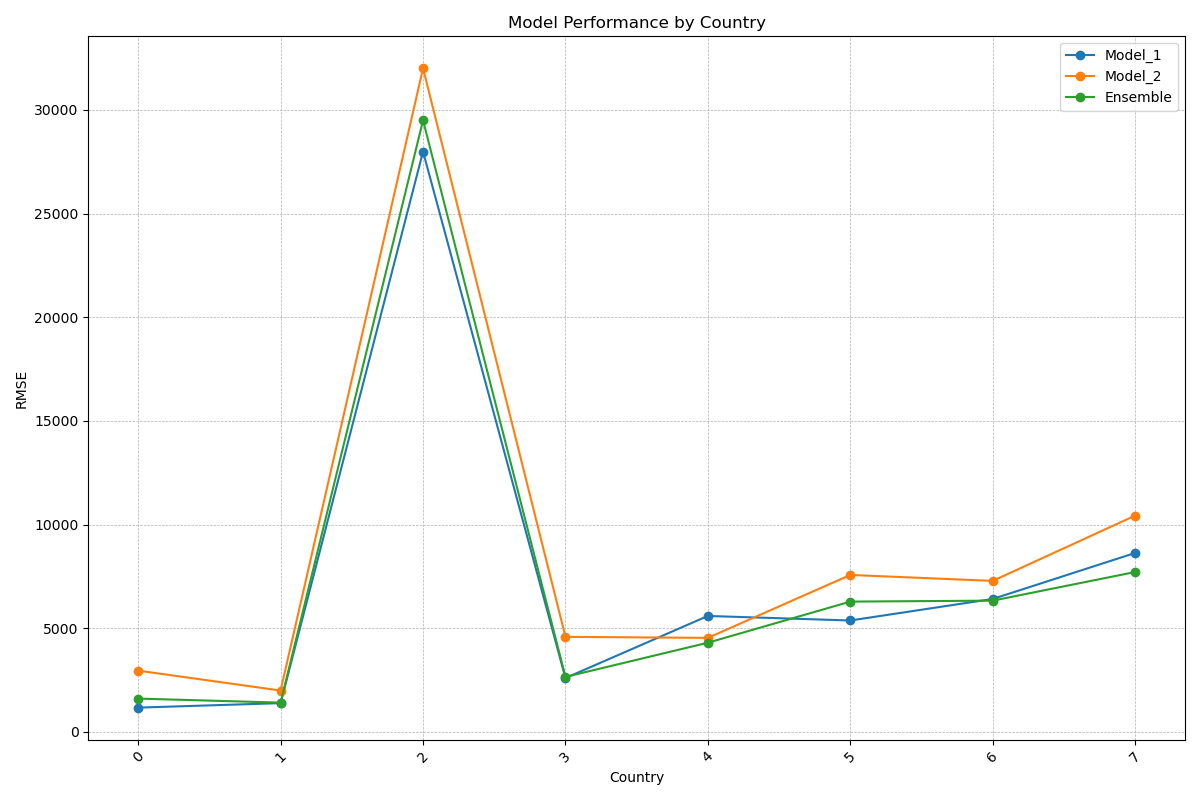 Model Performance by Country
Model_1
Model_2
Ensemble
30000
25000
20000
15000
10000
5000
0
RMSE
0 1 2 3 4 5 6 7
Country